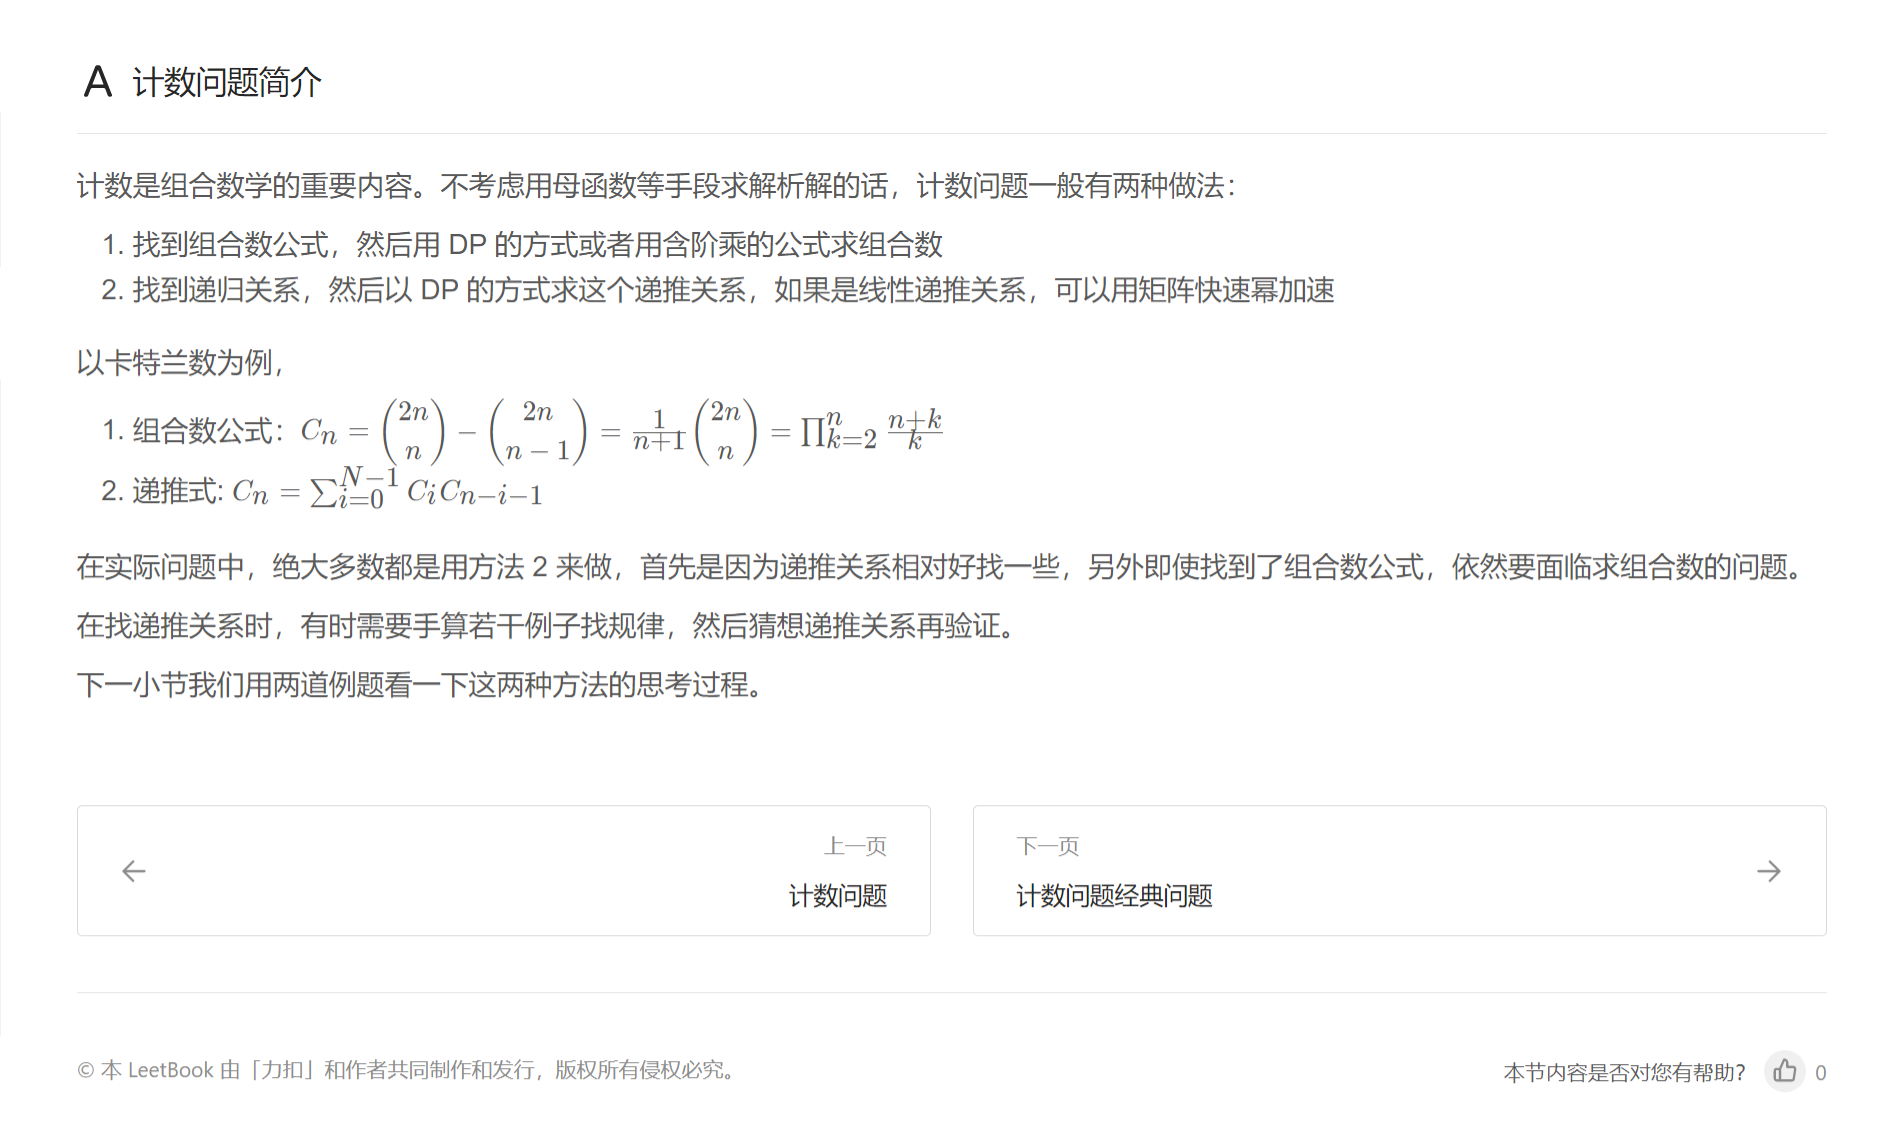 A 计数问题简介
计数是组合数学的重要内容。不考虑用母函数等手段求解析解的话，计数问题一般有两种做法：
1. 找到组合数公式，然后用 DP 的方式或者用含阶乘的公式求组合数
2. 找到递归关系，然后以 DP 的方式求这个递推关系，如果是线性递推关系，可以用矩阵快速幂加速
以卡特兰数为例，
1. 组合数公式：$C_n = \binom{2n}{n} - \binom{2n}{n-1} = \frac{1}{n+1}\binom{2n}{n} = \prod_{k=2}^{n} \frac{n+k}{k}$
2. 递推式: $C_n = \sum_{i=0}^{N-1} C_i C_{n-i-1}$
在实际问题中，绝大多数都是用方法 2 来做，首先是因为递推关系相对好找一些，另外即使找到了组合数公式，依然要面临求组合数的问题。
在找递推关系时，有时需要手算若干例子找规律，然后猜想递推关系再验证。
下一小节我们用两道例题看一下这两种方法的思考过程。
← 上一页
计数问题
下一页 →
计数问题经典问题
© 本 LeetBook 由「力扣」和作者共同制作和发行，版权所有侵权必究。
本节内容是否对您有帮助? 0